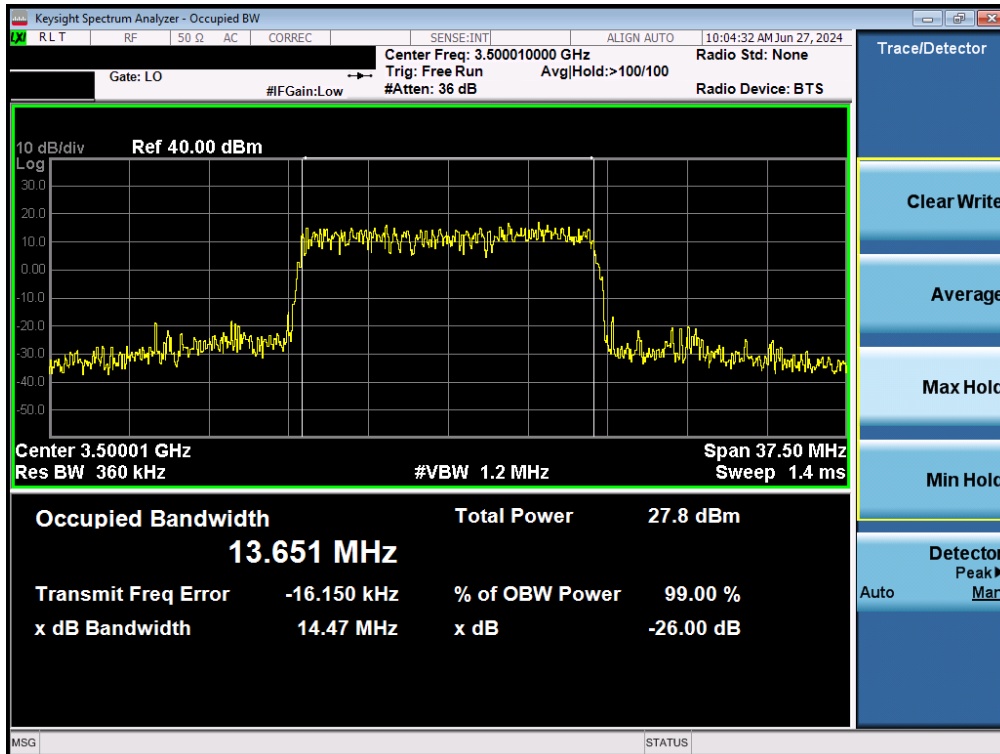 Keysight Spectrum Analyzer - Occupied BW
LXI RLT RF 50 Ω AC CORREC SENSE:INT ALIGN AUTO 10:04:32 AM Jun 27, 2024
Center Freq: 3.500010000 GHz Radio Std: None
Gate: LO Trig: Free Run Avg|Hold:>100/100
#IFGain:Low #Atten: 36 dB Radio Device: BTS
Trace/Detector
10 dB/div Ref 40.00 dBm
Log
30.0
20.0
10.0
0.00
-10.0
-20.0
-30.0
-40.0
-50.0
Center 3.50001 GHz Span 37.50 MHz
Res BW 360 kHz #VBW 1.2 MHz Sweep 1.4 ms
Occupied Bandwidth Total Power 27.8 dBm
13.651 MHz
Transmit Freq Error -16.150 kHz % of OBW Power 99.00 %
x dB Bandwidth 14.47 MHz x dB -26.00 dB
Clear Write
Average
Max Hold
Min Hold
Detector
Peak
Auto Man
MSG STATUS